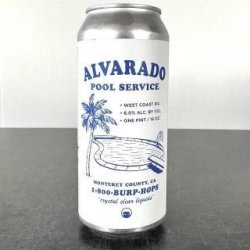 ALVARADO
POOL SERVICE
• WEST COAST IPA
• 6.0% ALC. BY VOL.
• ONE PINT / 16 OZ.
MONTEREY COUNTY, CA.
1-800-BURP-HOPS
"crystal clear liquids"